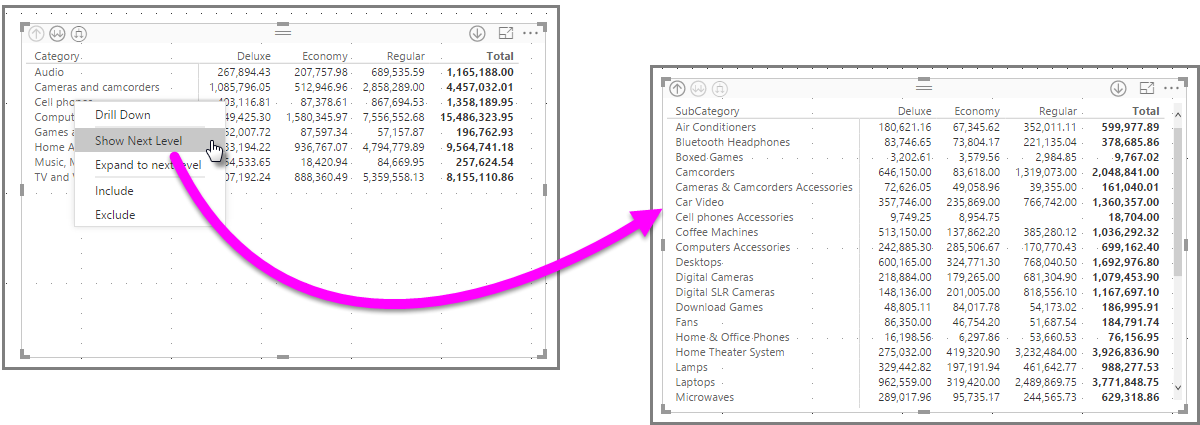 Category Deluxe Economy Regular Total
Audio 267,894.43 207,757.98 689,535.59 1,165,188.00
Cameras and camcorders 1,085,796.05 512,946.96 2,858,289.00 4,457,032.01
Cell phones 403,116.81 87,378.61 867,694.53 1,358,189.95
Comput 49,425.30 1,580,345.97 7,556,552.68 15,486,323.95
Games a 52,007.72 87,597.34 57,157.87 196,762.93
Home A 33,194.22 936,767.07 4,794,779.89 9,564,741.18
Music, M 54,533.65 18,420.94 84,669.95 257,624.54
TV and V 07,192.24 888,360.49 5,359,558.13 8,155,110.86
Drill Down
Show Next Level
Expand to next level
Include
Exclude
SubCategory Deluxe Economy Regular Total
Air Conditioners 180,621.16 67,345.62 352,011.11 599,977.89
Bluetooth Headphones 83,746.65 73,804.17 221,135.04 378,685.86
Boxed Games 3,202.61 3,579.56 2,984.85 9,767.02
Camcorders 646,150.00 83,618.00 1,319,073.00 2,048,841.00
Cameras & Camcorders Accessories 72,626.05 49,058.96 39,355.00 161,040.01
Car Video 357,746.00 235,869.00 766,742.00 1,360,357.00
Cell phones Accessories 9,749.25 8,954.75 18,704.00
Coffee Machines 513,150.00 137,862.20 385,280.12 1,036,292.32
Computers Accessories 242,885.30 285,506.67 170,770.43 699,162.40
Desktops 600,165.00 324,771.30 768,040.50 1,692,976.80
Digital Cameras 218,884.00 179,265.00 681,304.90 1,079,453.90
Digital SLR Cameras 148,136.00 201,005.00 818,556.10 1,167,697.10
Download Games 48,805.11 84,017.78 54,173.02 186,995.91
Fans 86,350.00 46,754.20 51,687.54 184,791.74
Home & Office Phones 16,198.56 6,297.86 53,660.53 76,156.95
Home Theater System 275,032.00 419,320.90 3,232,484.00 3,926,836.90
Lamps 329,442.82 197,191.94 461,642.77 988,277.53
Laptops 962,559.00 319,420.00 2,489,869.75 3,771,848.75
Microwaves 289,017.96 95,735.17 244,565.73 629,318.86